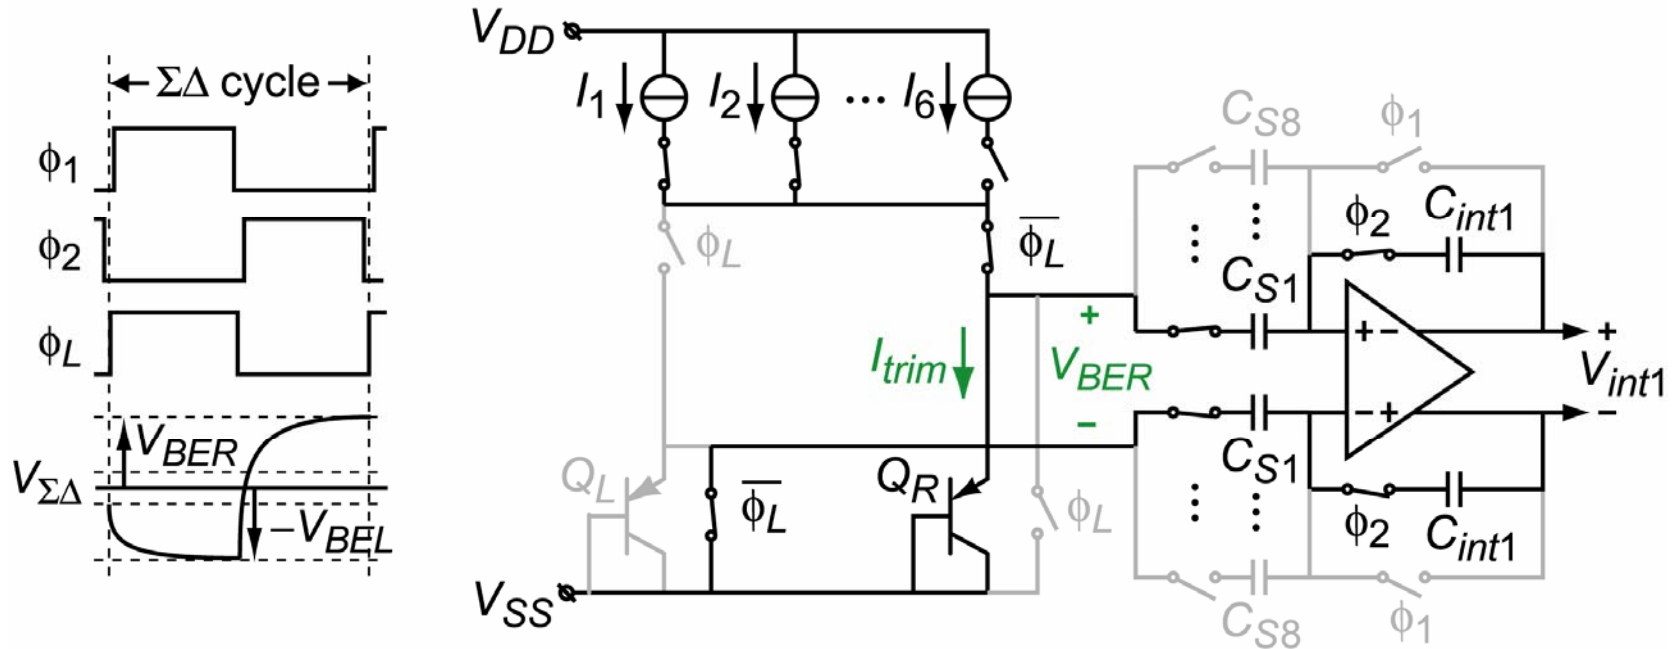 ΣΔ cycle
ϕ1
ϕ2
ϕL
VBER
VΣΔ
−VBEL
VDD
I1
I2
...
I6
ϕL
ϕL
Itrim
+
VBER
−
QL
ϕL
QR
ϕL
VSS
CS8
ϕ1
ϕ2
Cint1
CS1
+ −
− +
+
Vint1
−
CS1
ϕ2
Cint1
CS8
ϕ1